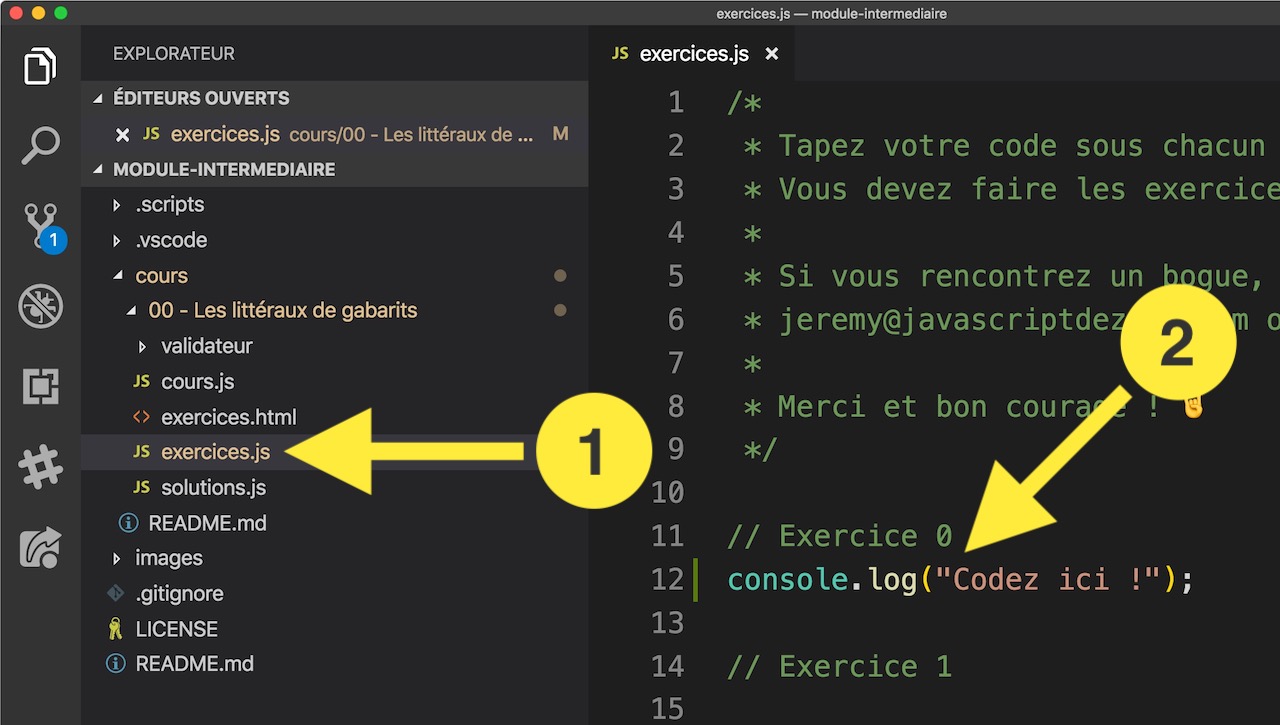 exercices.js — module-intermediaire
EXPLORATEUR
ÉDITEURS OUVERTS
JS exercices.js cours/00 - Les littéraux de ... M
MODULE-INTERMEDIAIRE
.scripts
.vscode
1
cours
00 - Les littéraux de gabarits
validateur
JS cours.js
<> exercices.html
JS exercices.js
JS solutions.js
README.md
images
.gitignore
LICENSE
README.md
1
JS exercices.js
1 /*
2 * Tapez votre code sous chacun
3 * Vous devez faire les exercice
4 *
5 * Si vous rencontrez un bogue,
6 * jeremy@javascriptdez m o
7 *
8 * Merci et bon courage !
9 */
10
11 // Exercice 0
12 console.log("Codez ici !");
13
14 // Exercice 1
15
2